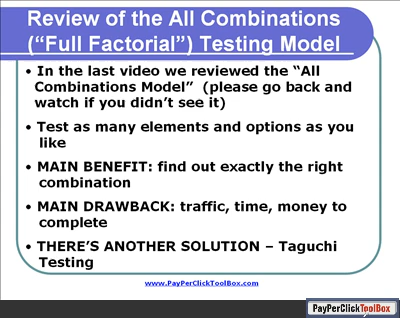 Review of the All Combinations
(“Full Factorial”) Testing Model
• In the last video we reviewed the “All
Combinations Model”  (please go back and
watch if you didn’t see it)
• Test as many elements and options as you
like
• MAIN BENEFIT: find out exactly the right
combination
• MAIN DRAWBACK: traffic, time, money to
complete
• THERE’S ANOTHER SOLUTION – Taguchi
Testing
www.PayPerClickToolBox.com
PayPerClickToolBox